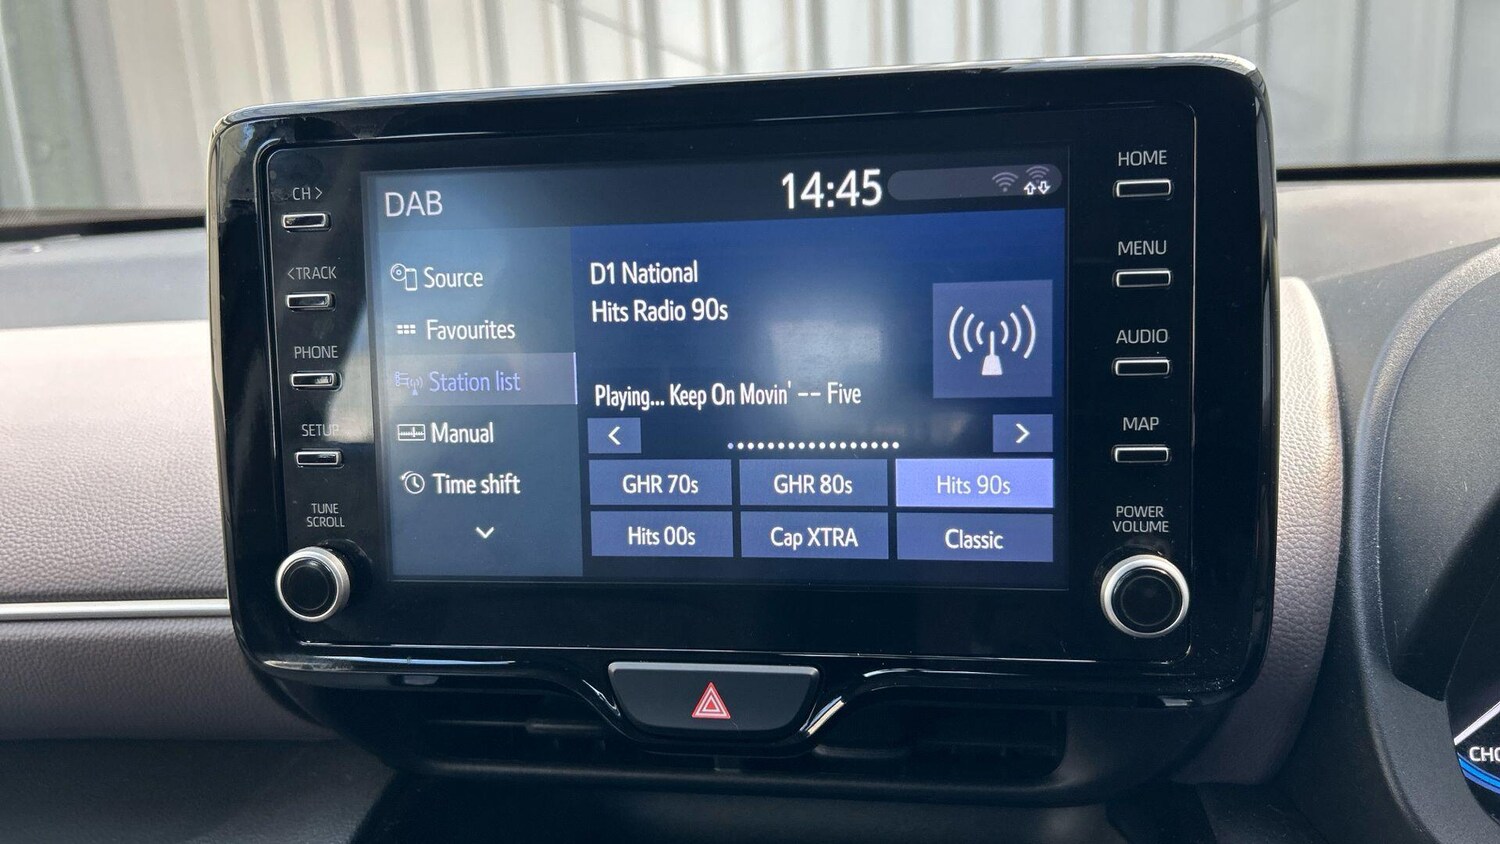 CH >
<TRACK
PHONE
SETUP
TUNE
SCROLL
DAB
14:45
Source
Favourites
Station list
Manual
Time shift
D1 National
Hits Radio 90s
Playing... Keep On Movin' -- Five
<
>
GHR 70s
GHR 80s
Hits 90s
Hits 00s
Cap XTRA
Classic
HOME
MENU
AUDIO
MAP
POWER
VOLUME